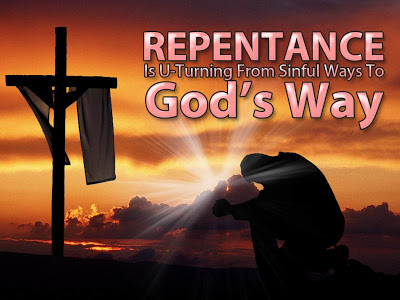 REPENTANCE
Is U-Turning From Sinful Ways To
God's Way